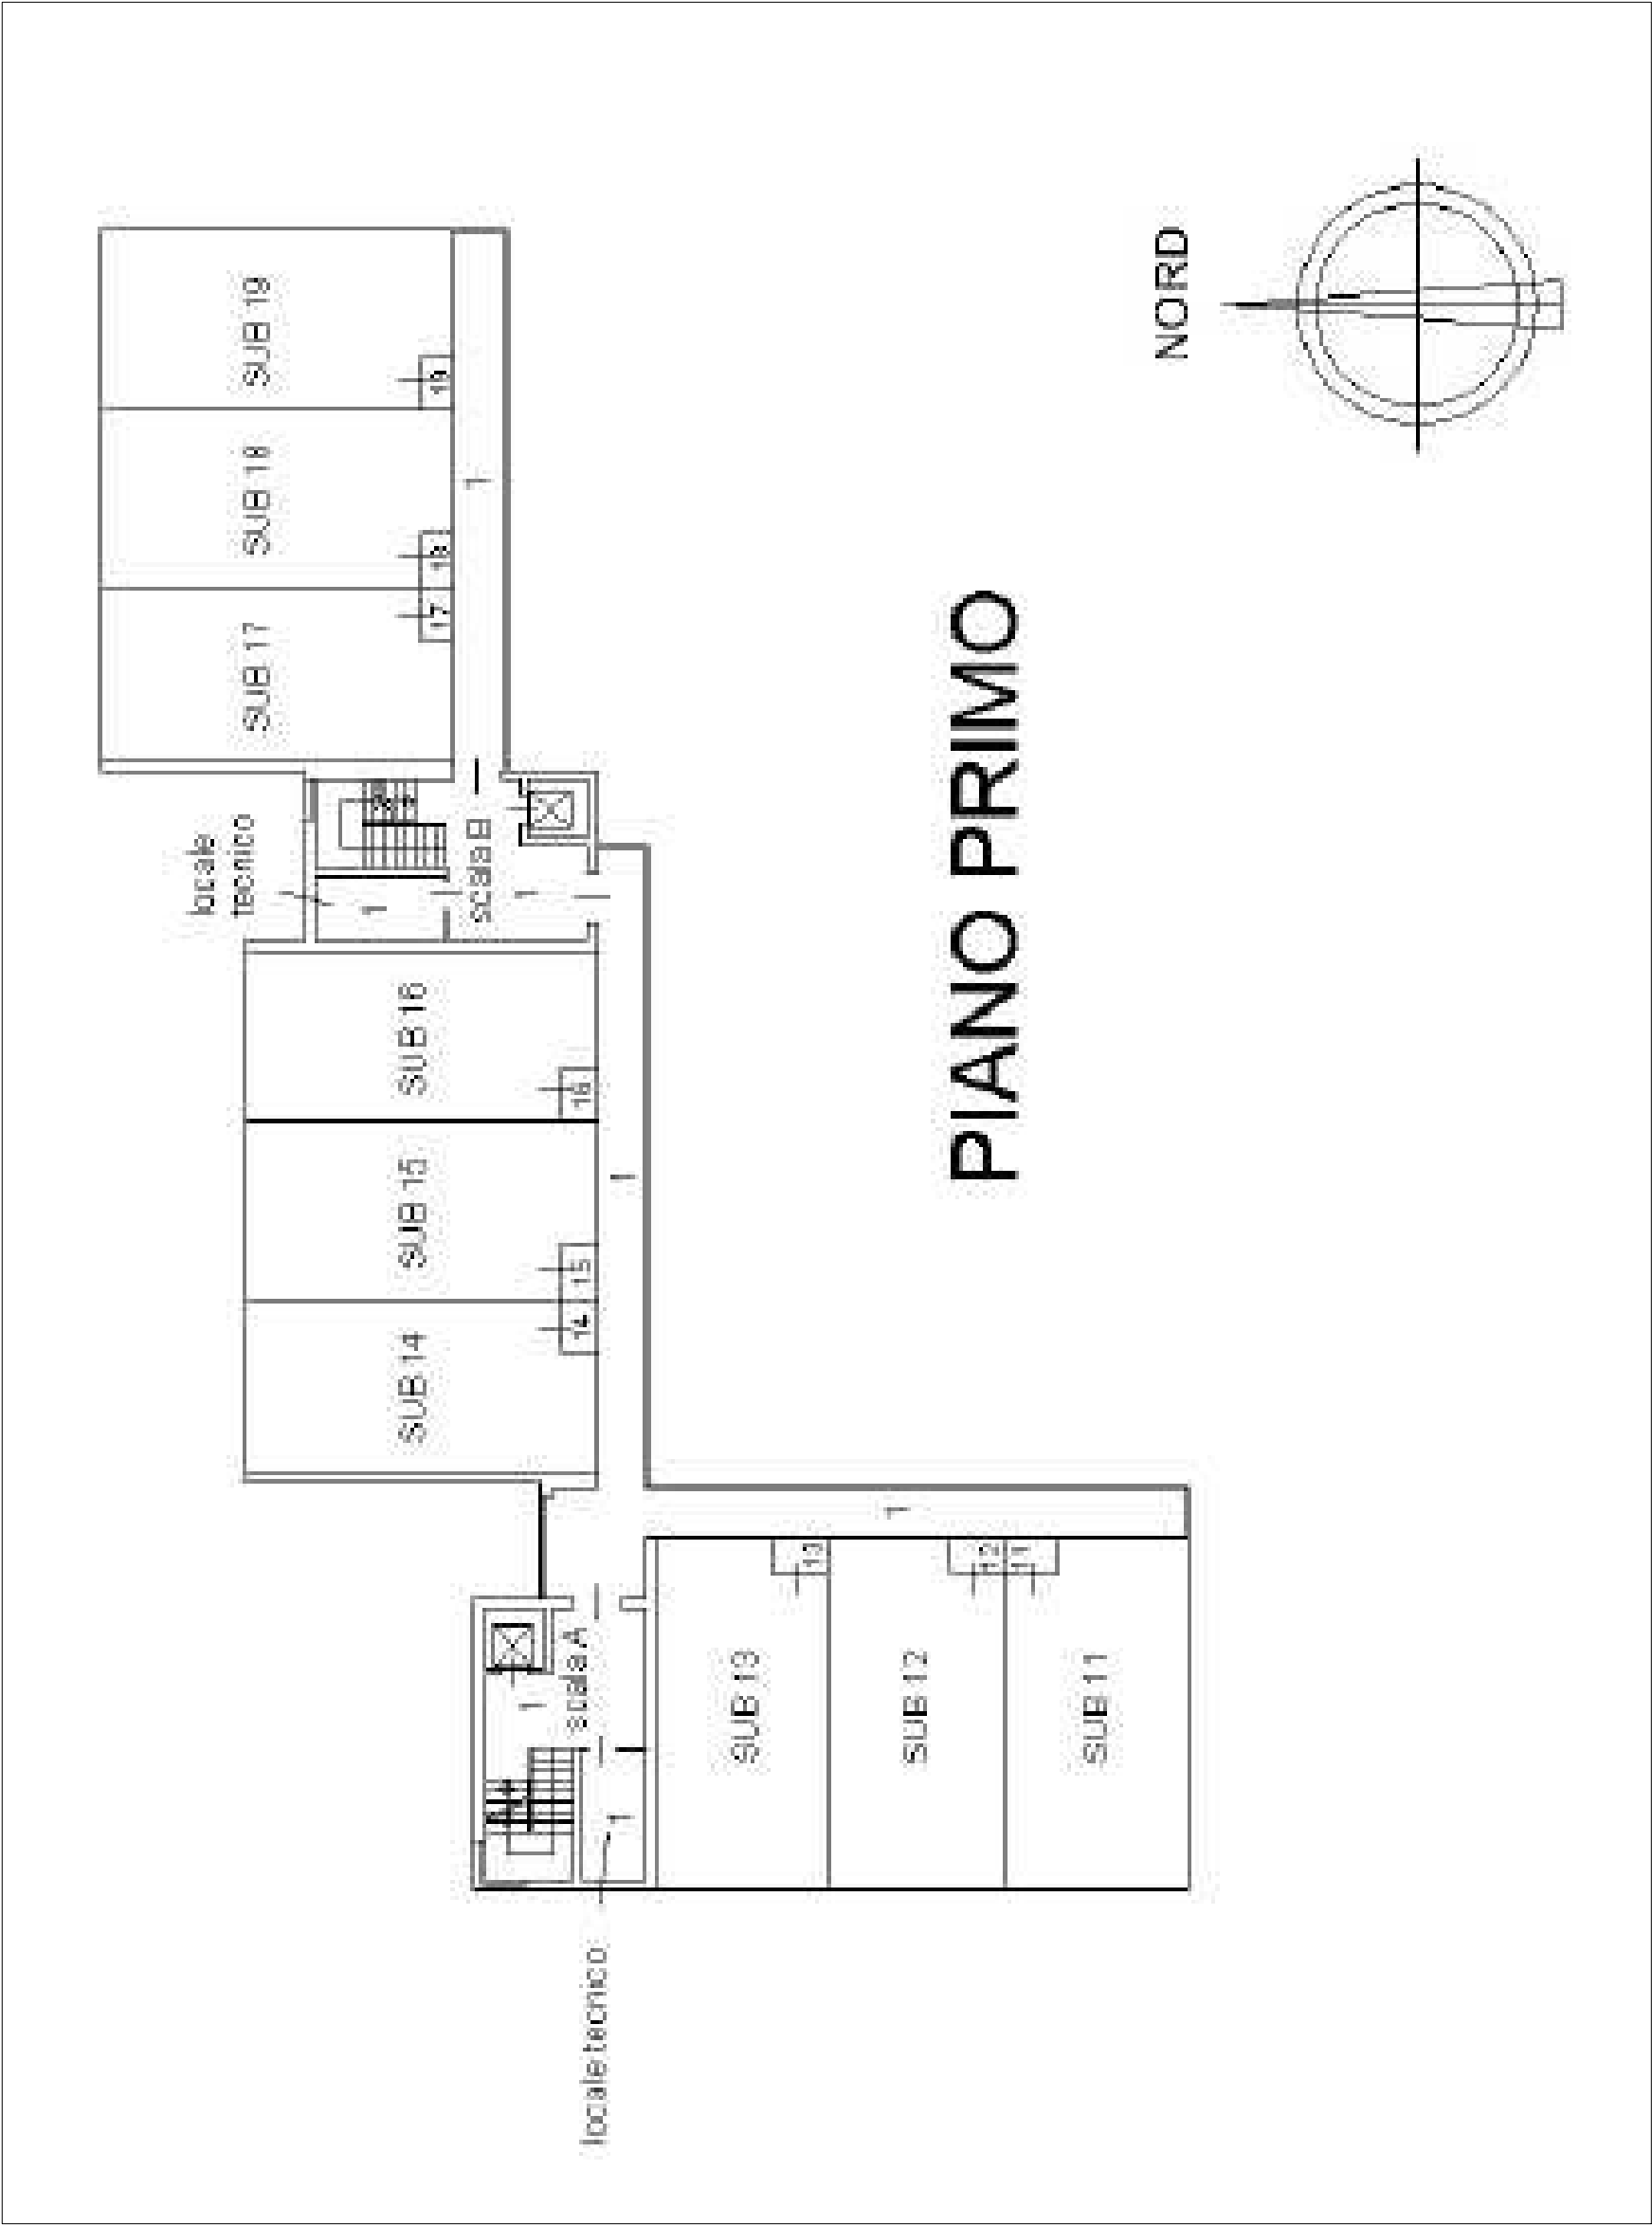 locale
tecnico
SUB 17
SUB 18
SUB 19
17
18
19
1
SUB 14
SUB 15
SUB 16
1
scala B
1
14
15
16
1
1
scala A
locale tecnico
1
13
1
SUB 13
12
SUB 12
11
SUB 11
PIANO PRIMO
NORD